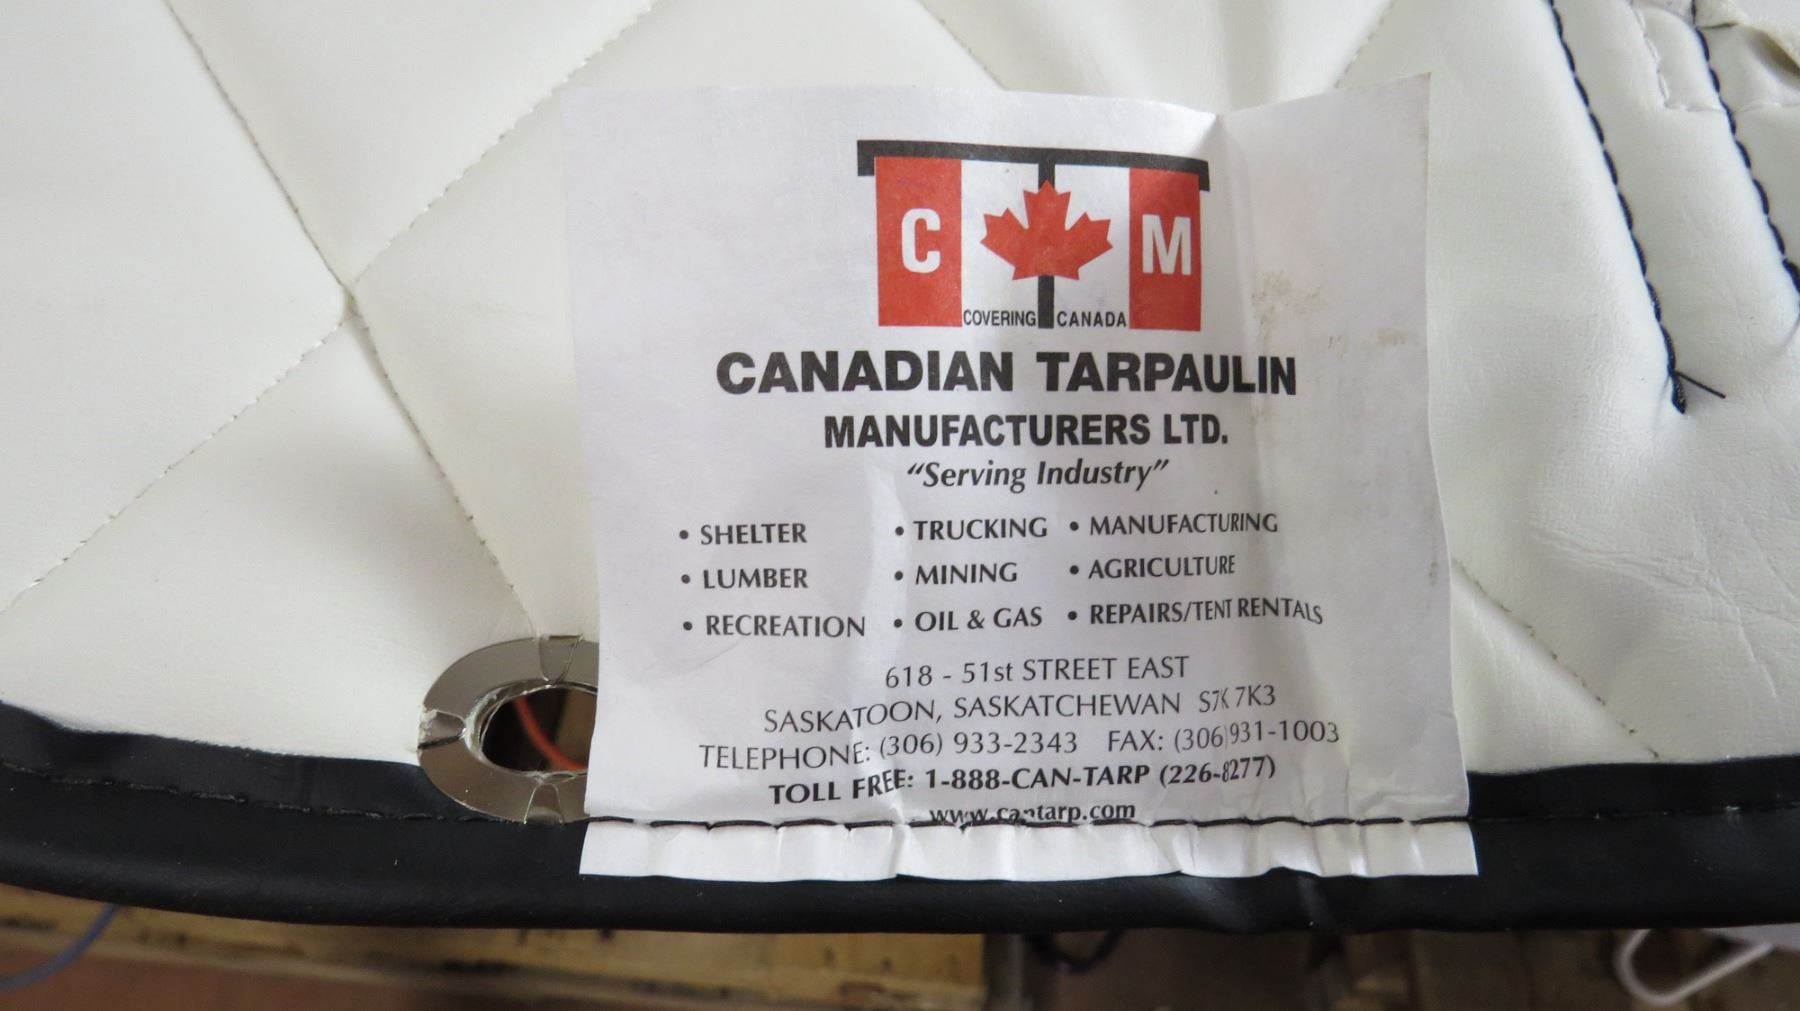 C M
COVERING CANADA
CANADIAN TARPAULIN
MANUFACTURERS LTD.
“Serving Industry”
• SHELTER • TRUCKING • MANUFACTURING
• LUMBER • MINING • AGRICULTURE
• RECREATION • OIL & GAS • REPAIRS/TENT RENTALS
618 - 51st STREET EAST
SASKATOON, SASKATCHEWAN S7K 7K3
TELEPHONE: (306) 933-2343 FAX: (306)931-1003
TOLL FREE: 1-888-CAN-TARP (226-8277)
www.cantarp.com